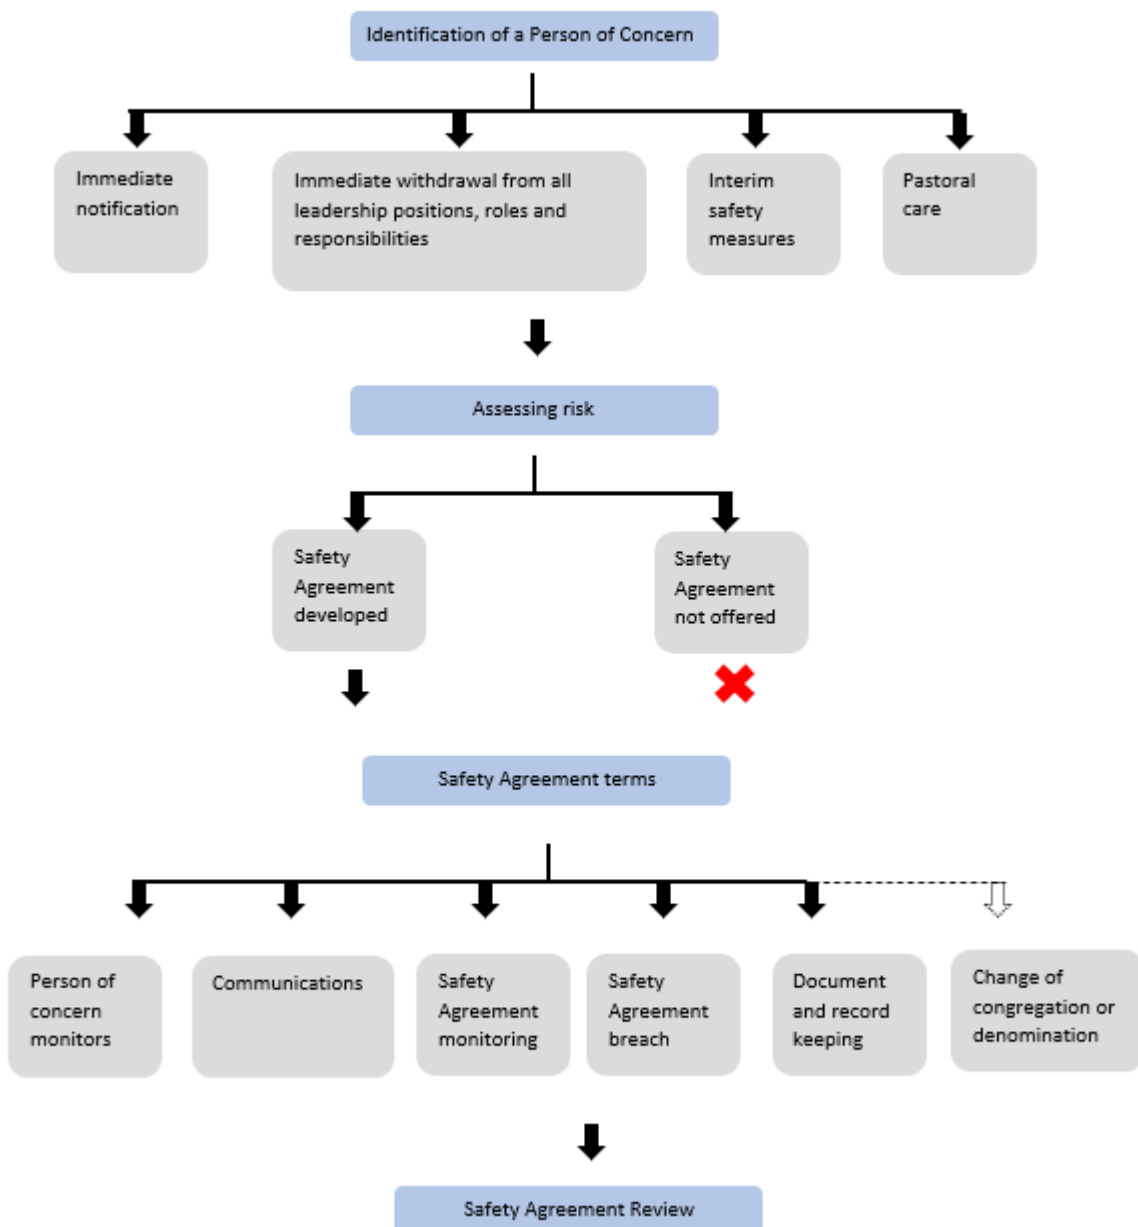 Identification of a Person of Concern
Immediate
notification
Immediate withdrawal from all
leadership positions, roles and
responsibilities
Interim
safety
measures
Pastoral
care
Assessing risk
Safety
Agreement
developed
Safety
Agreement
not offered
Safety Agreement terms
Person of
concern
monitors
Communications
Safety
Agreement
monitoring
Safety
Agreement
breach
Document
and record
keeping
Change of
congregation or
denomination
Safety Agreement Review